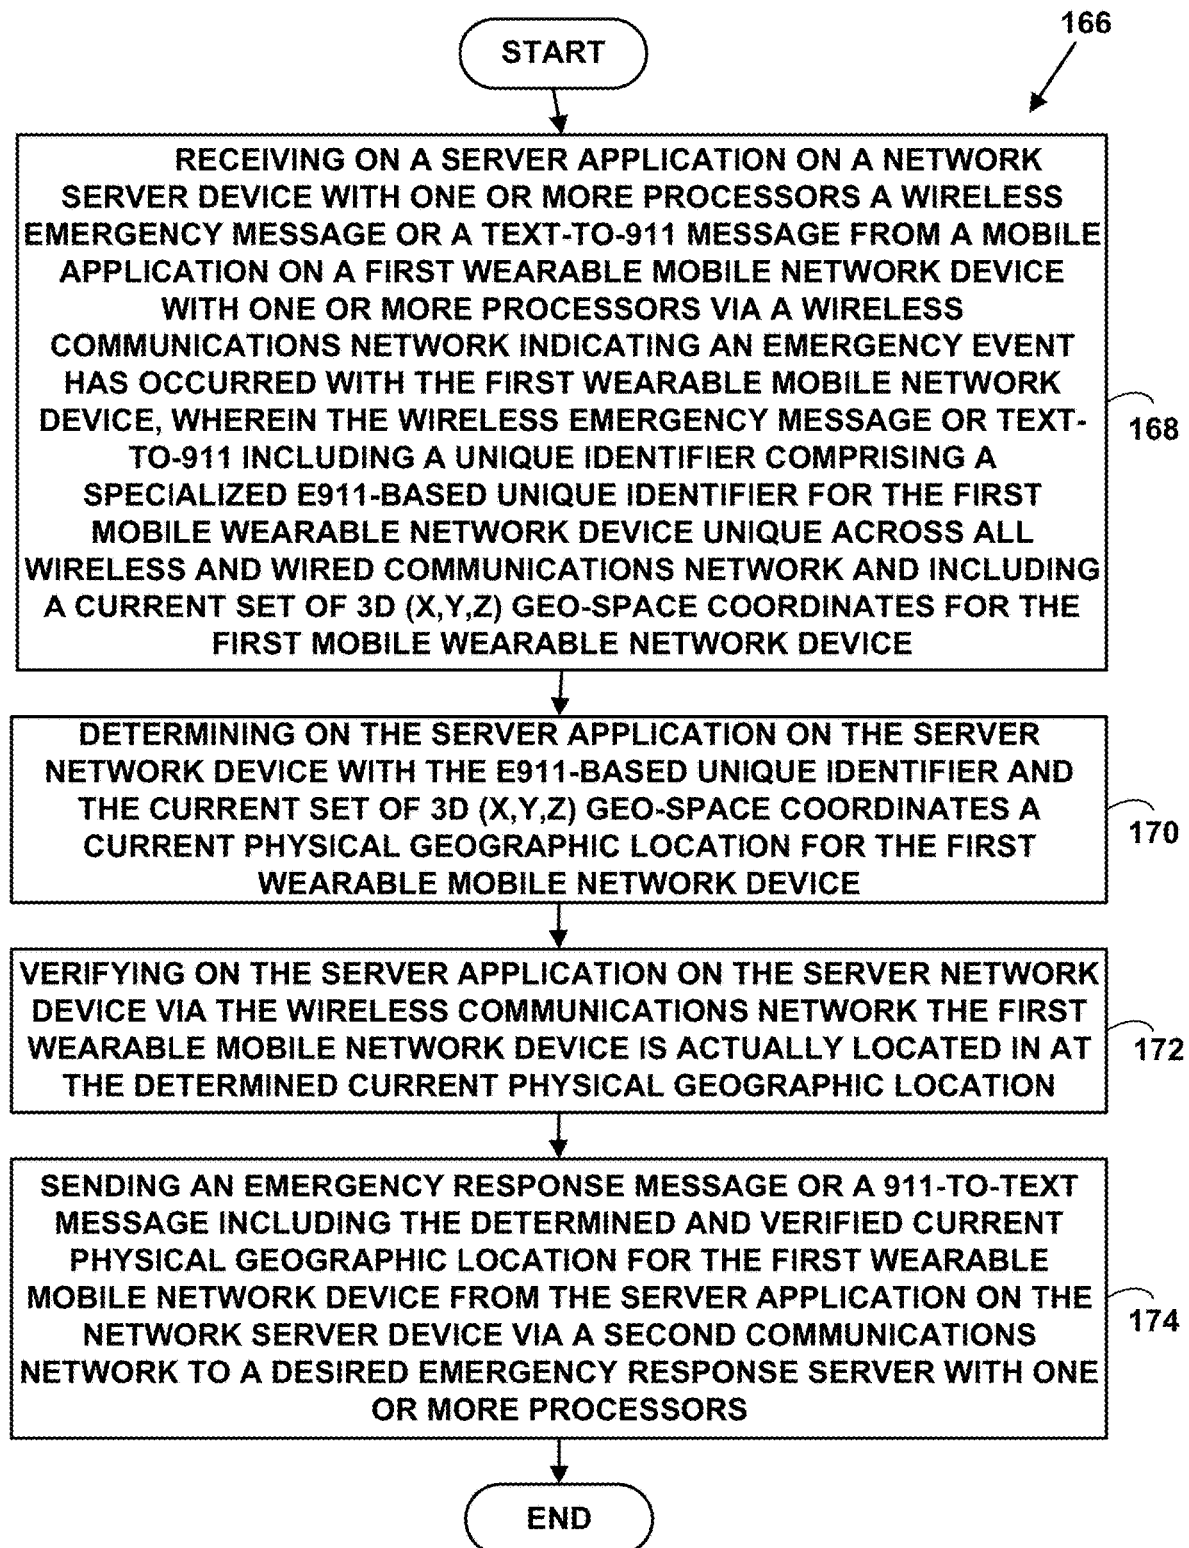 166
START
RECEIVING ON A SERVER APPLICATION ON A NETWORK
SERVER DEVICE WITH ONE OR MORE PROCESSORS A WIRELESS
EMERGENCY MESSAGE OR A TEXT-TO-911 MESSAGE FROM A MOBILE
APPLICATION ON A FIRST WEARABLE MOBILE NETWORK DEVICE
WITH ONE OR MORE PROCESSORS VIA A WIRELESS
COMMUNICATIONS NETWORK INDICATING AN EMERGENCY EVENT
HAS OCCURRED WITH THE FIRST WEARABLE MOBILE NETWORK
DEVICE, WHEREIN THE WIRELESS EMERGENCY MESSAGE OR TEXT-
TO-911 INCLUDING A UNIQUE IDENTIFIER COMPRISING A
SPECIALIZED E911-BASED UNIQUE IDENTIFIER FOR THE FIRST
MOBILE WEARABLE NETWORK DEVICE UNIQUE ACROSS ALL
WIRELESS AND WIRED COMMUNICATIONS NETWORK AND INCLUDING
A CURRENT SET OF 3D (X,Y,Z) GEO-SPACE COORDINATES FOR THE
FIRST MOBILE WEARABLE NETWORK DEVICE
168
DETERMINING ON THE SERVER APPLICATION ON THE SERVER
NETWORK DEVICE WITH THE E911-BASED UNIQUE IDENTIFIER AND
THE CURRENT SET OF 3D (X,Y,Z) GEO-SPACE COORDINATES A
CURRENT PHYSICAL GEOGRAPHIC LOCATION FOR THE FIRST
WEARABLE MOBILE NETWORK DEVICE
170
VERIFYING ON THE SERVER APPLICATION ON THE SERVER NETWORK
DEVICE VIA THE WIRELESS COMMUNICATIONS NETWORK THE FIRST
WEARABLE MOBILE NETWORK DEVICE IS ACTUALLY LOCATED IN AT
THE DETERMINED CURRENT PHYSICAL GEOGRAPHIC LOCATION
172
SENDING AN EMERGENCY RESPONSE MESSAGE OR A 911-TO-TEXT
MESSAGE INCLUDING THE DETERMINED AND VERIFIED CURRENT
PHYSICAL GEOGRAPHIC LOCATION FOR THE FIRST WEARABLE
MOBILE NETWORK DEVICE FROM THE SERVER APPLICATION ON THE
NETWORK SERVER DEVICE VIA A SECOND COMMUNICATIONS
NETWORK TO A DESIRED EMERGENCY RESPONSE SERVER WITH ONE
OR MORE PROCESSORS
174
END